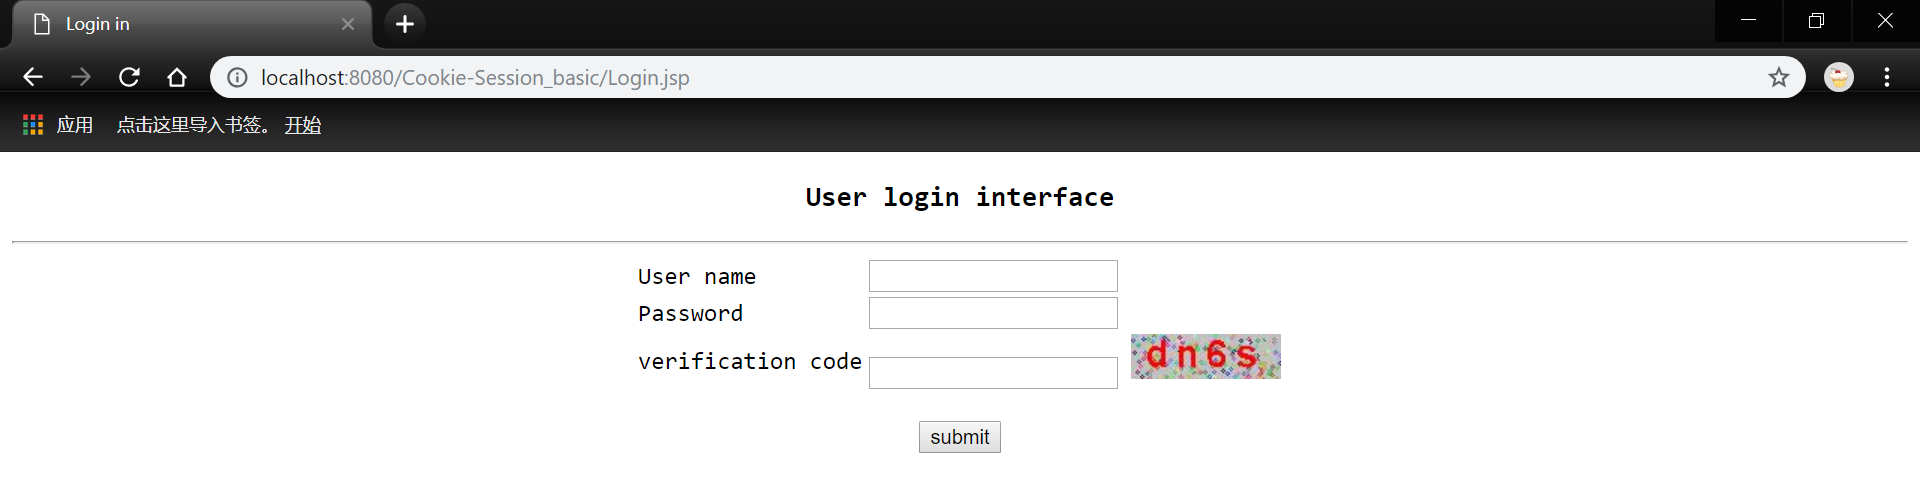 Login in
localhost:8080/Cookie-Session_basic/Login.jsp
应用 点击这里导入书签。 开始
User login interface
User name
Password
verification code dn6s
submit